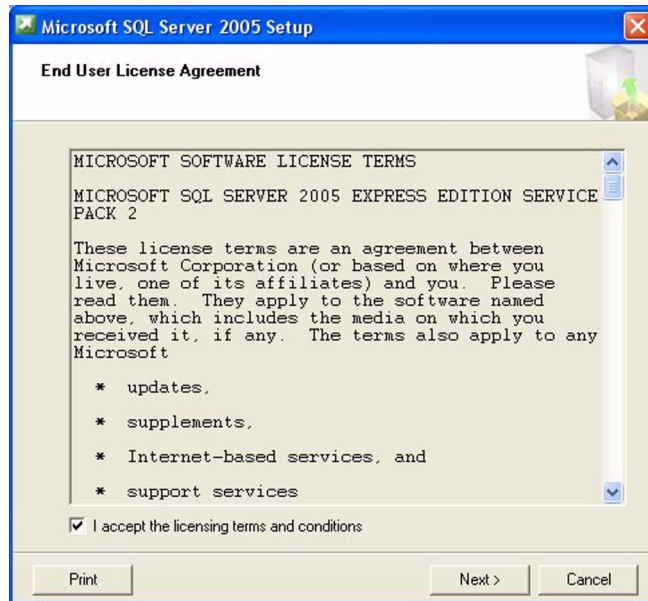 Microsoft SQL Server 2005 Setup
End User License Agreement
MICROSOFT SOFTWARE LICENSE TERMS
MICROSOFT SQL SERVER 2005 EXPRESS EDITION SERVICE
PACK 2
These license terms are an agreement between
Microsoft Corporation (or based on where you
live, one of its affiliates) and you.  Please
read them.  They apply to the software named
above, which includes the media on which you
received it, if any.  The terms also apply to any
Microsoft
* updates,
* supplements,
* Internet-based services, and
* support services
I accept the licensing terms and conditions
Print
Next >
Cancel